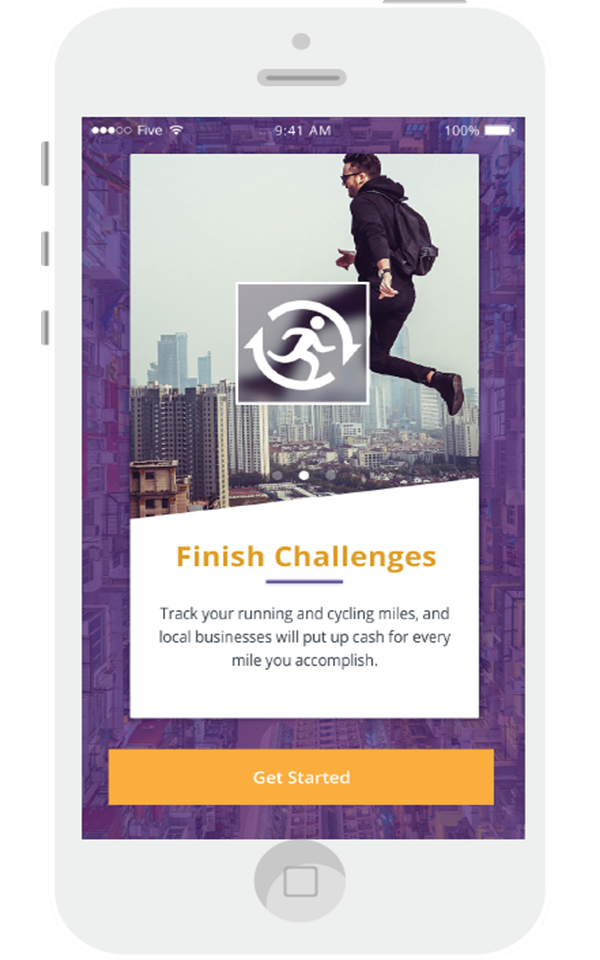 Five 9:41 AM 100%
Finish Challenges
Track your running and cycling miles, and
local businesses will put up cash for every
mile you accomplish.
Get Started